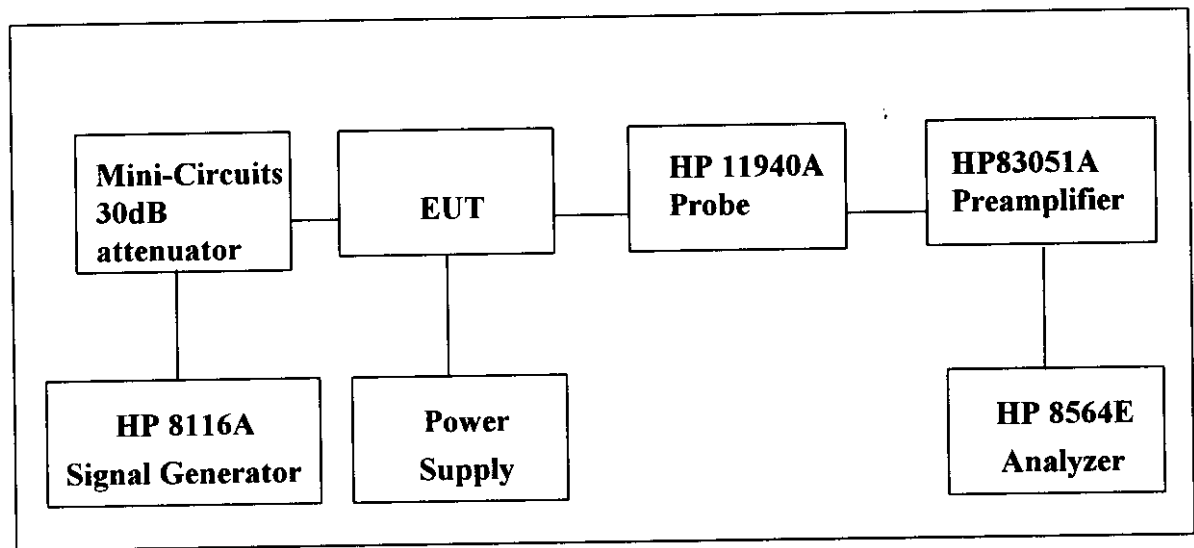 Mini-Circuits
30dB
attenuator
EUT
HP 11940A
Probe
HP83051A
Preamplifier
HP 8116A
Signal Generator
Power
Supply
HP 8564E
Analyzer